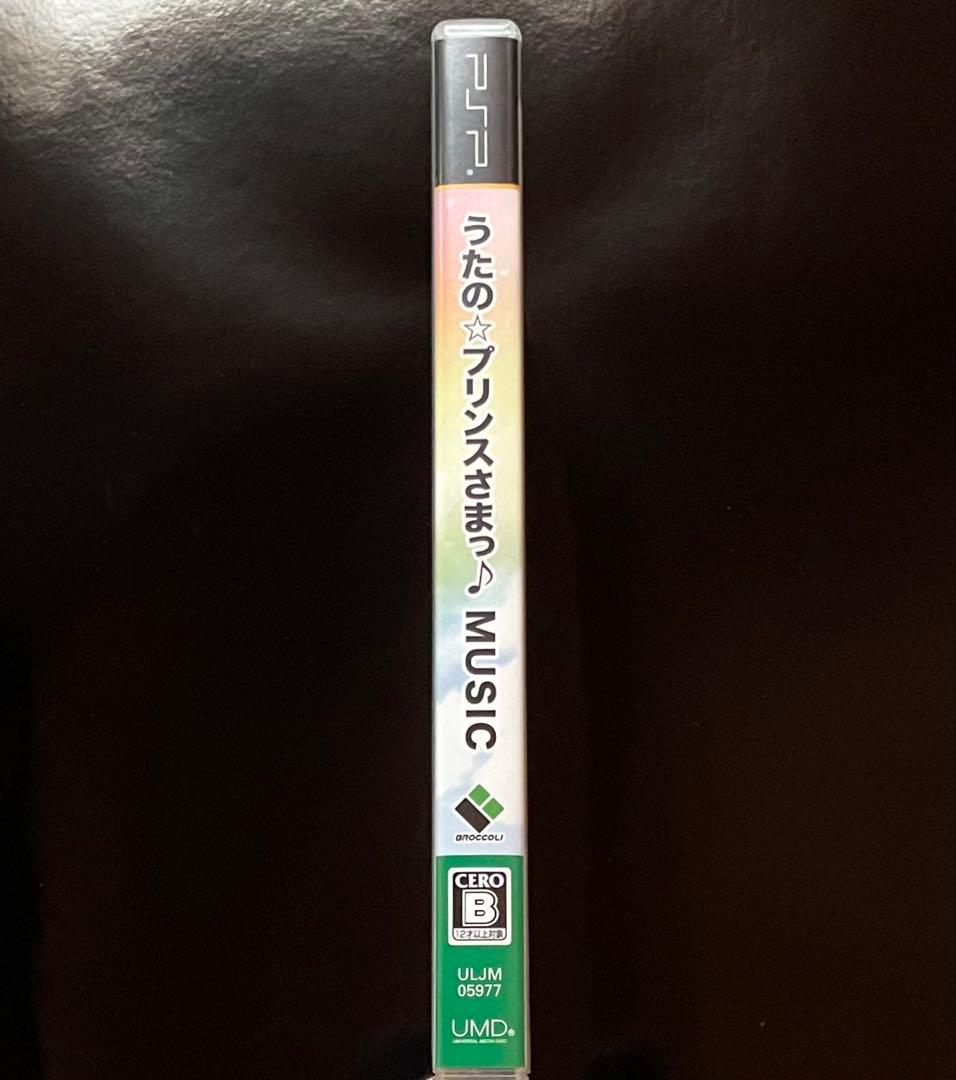 PSP®
うたの☆プリンスさまっ♪ MUSIC
BROCCOLI
CERO
B
12才以上対象
ULJM
05977
UMD®
UNIVERSAL MEDIA DISC